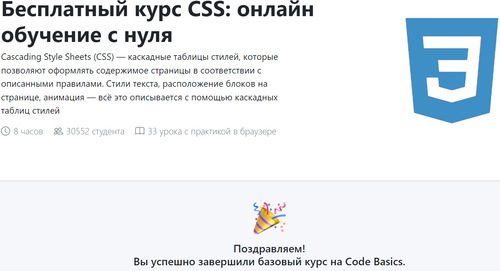 Бесплатный курс CSS: онлайн
обучение с нуля
Cascading Style Sheets (CSS) — каскадные таблицы стилей, которые
позволяют оформлять содержимое страницы в соответствии с
описанными правилами. Стили текста, расположение блоков на
странице, анимация — всё это описывается с помощью каскадных
таблиц стилей
8 часов 30552 студента 33 урока с практикой в браузере
3
Поздравляем!
Вы успешно завершили базовый курс на Code Basics.